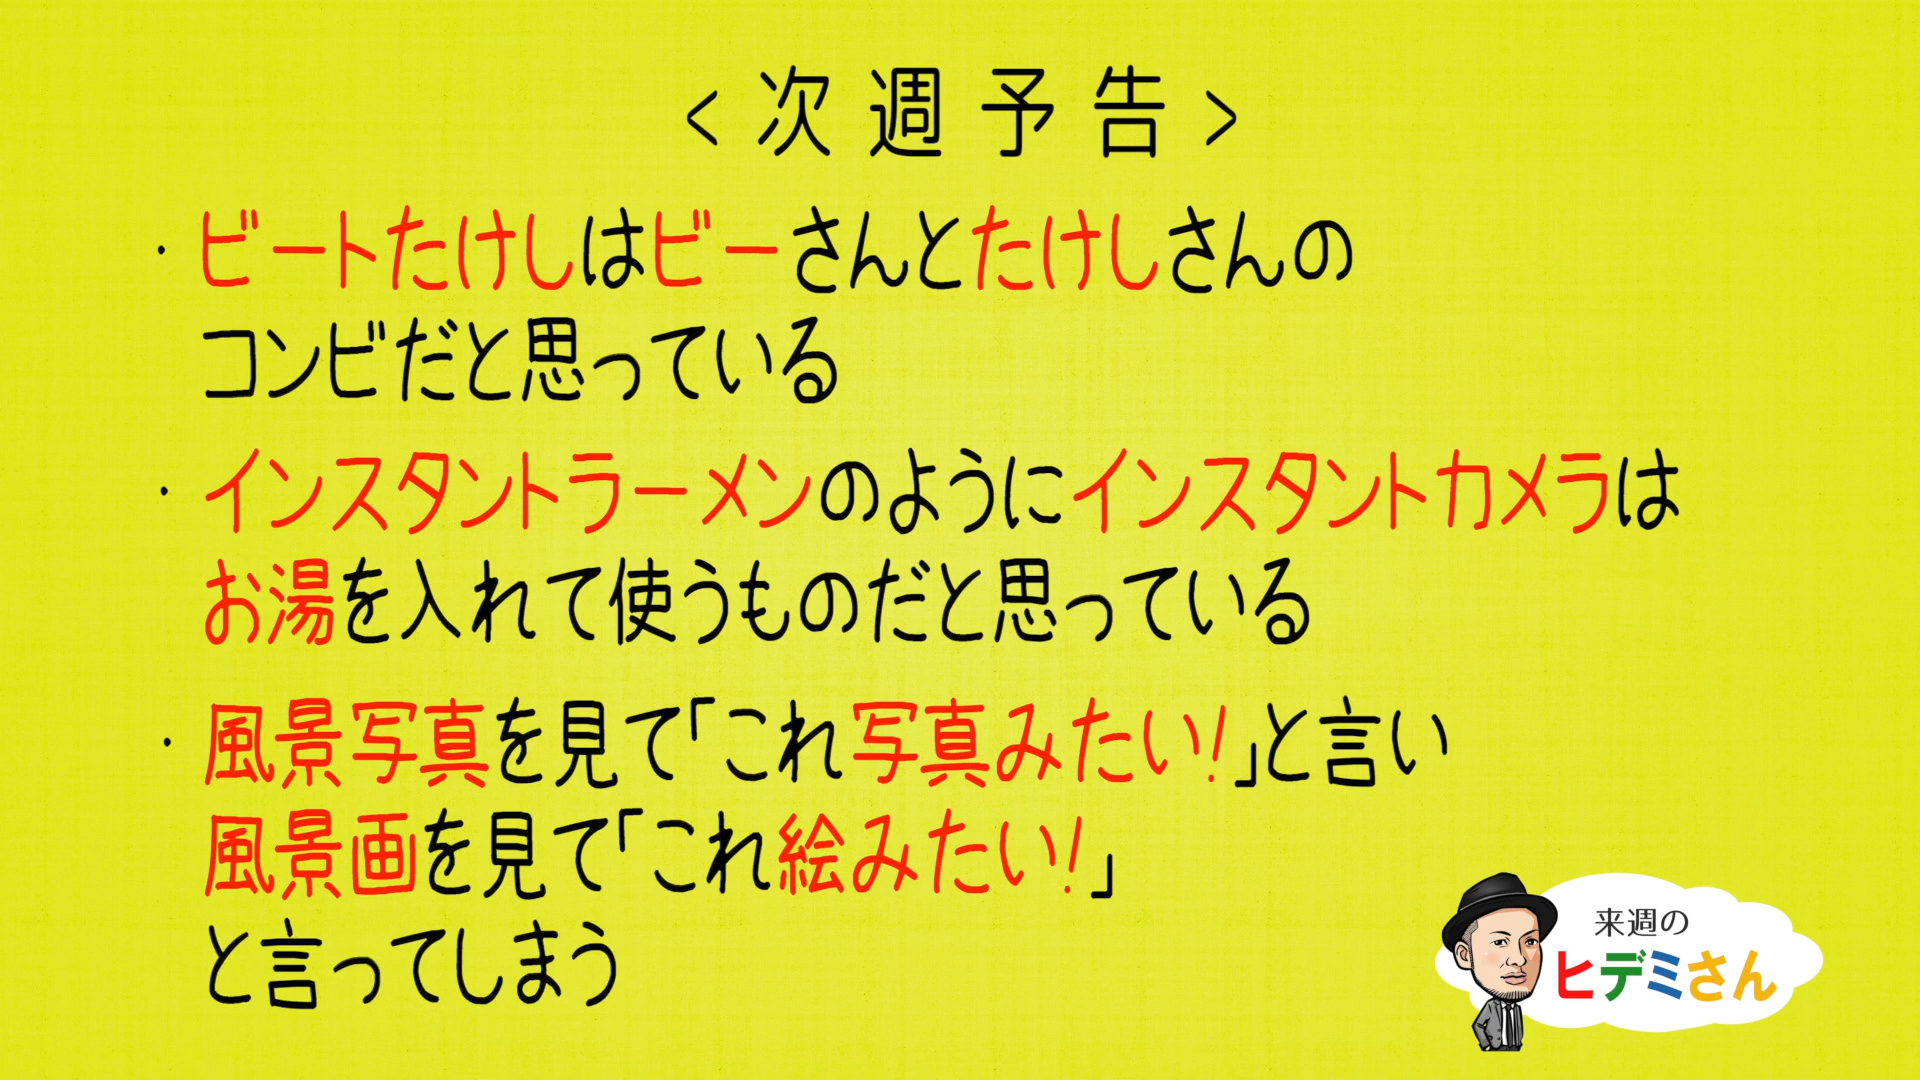 <次週予告>
・ビートたけしはビーさんとたけしさんの
コンビだと思っている
・インスタントラーメンのようにインスタントカメラは
お湯を入れて使うものだと思っている
・風景写真を見て「これ写真みたい!」と言い
風景画を見て「これ絵みたい!」
と言ってしまう
来週の
ヒデミさん